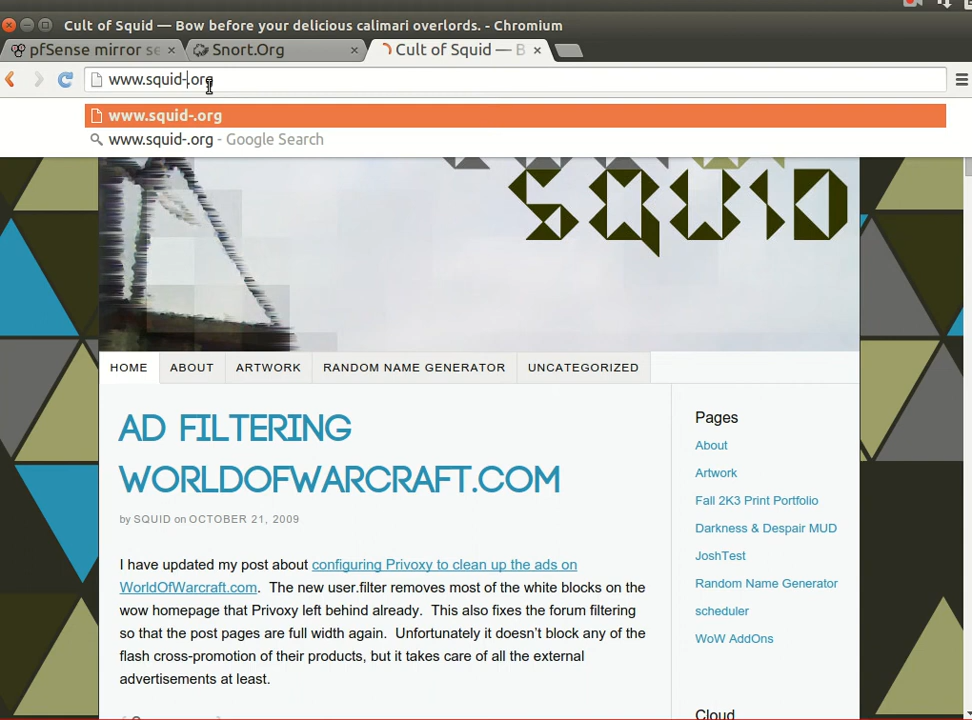 Cult of Squid — Bow before your delicious calimari overlords. - Chromium
pfSense mirror se
Snort.Org
Cult of Squid — B
www.squid-.org
www.squid-.org
www.squid-.org - Google Search
SQUID
HOME
ABOUT
ARTWORK
RANDOM NAME GENERATOR
UNCATEGORIZED
AD FILTERING
WORLDOFWARCRAFT.COM
by SQUID on OCTOBER 21, 2009
I have updated my post about configuring Privoxy to clean up the ads on
WorldOfWarcraft.com. The new user.filter removes most of the white blocks on the
wow homepage that Privoxy left behind already. This also fixes the forum filtering
so that the post pages are full width again. Unfortunately it doesn't block any of the
flash cross-promotion of their products, but it takes care of all the external
advertisements at least.
Pages
About
Artwork
Fall 2K3 Print Portfolio
Darkness & Despair MUD
JoshTest
Random Name Generator
scheduler
WoW AddOns
Cloud